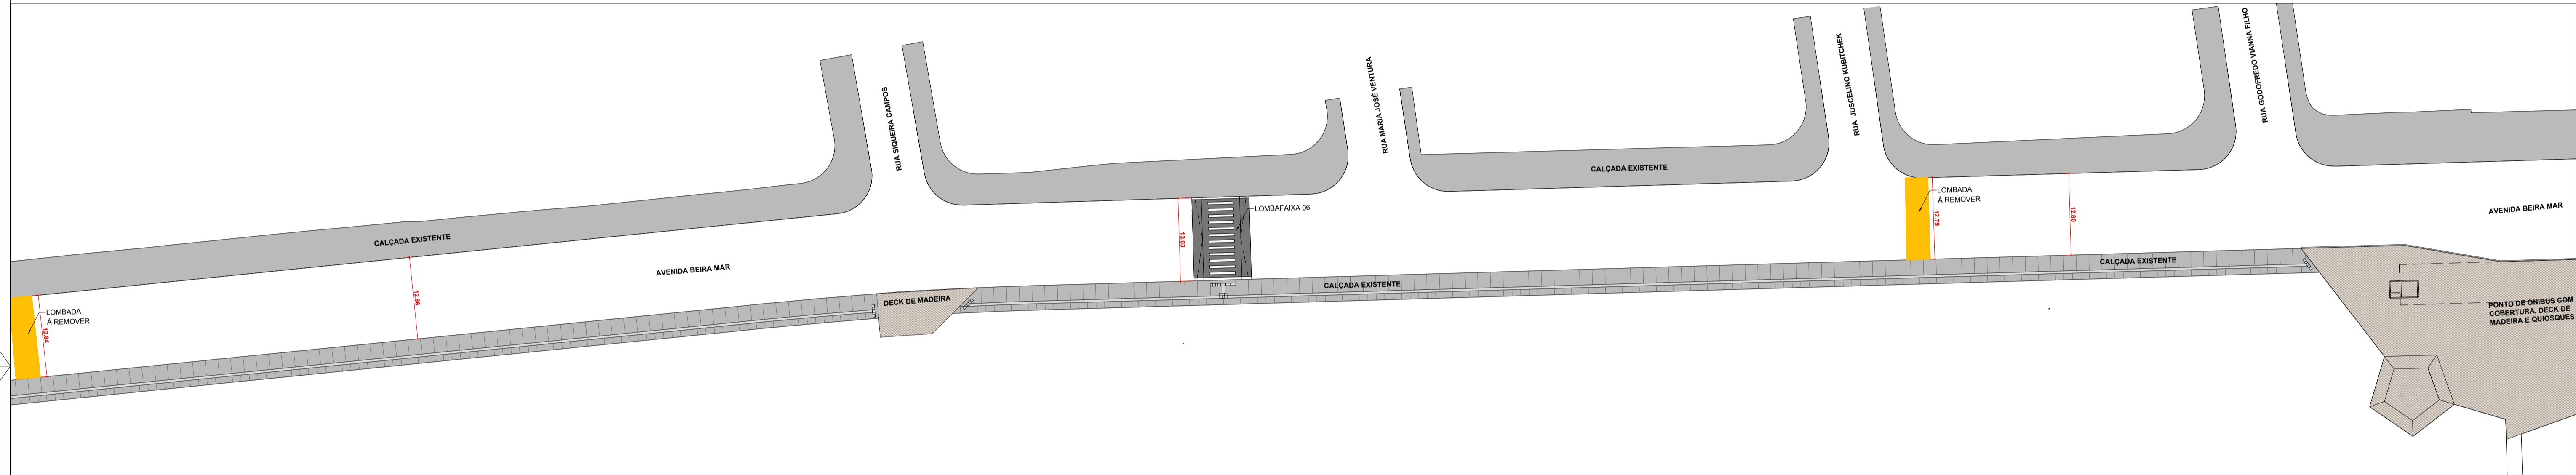 LOMBADA
À REMOVER
12.84
CALÇADA EXISTENTE
12.86
AVENIDA BEIRA MAR
RUA SIQUEIRA CAMPOS
DECK DE MADEIRA
13.03
LOMBAFAIXA 06
CALÇADA EXISTENTE
RUA MARIA JOSÉ VENTURA
CALÇADA EXISTENTE
RUA JUSCELINO KUBITCHEK
LOMBADA
À REMOVER
12.79
12.80
CALÇADA EXISTENTE
RUA GODOFREDO VIANNA FILHO
AVENIDA BEIRA MAR
PONTO DE ONIBUS COM
COBERTURA, DECK DE
MADEIRA E QUIOSQUES